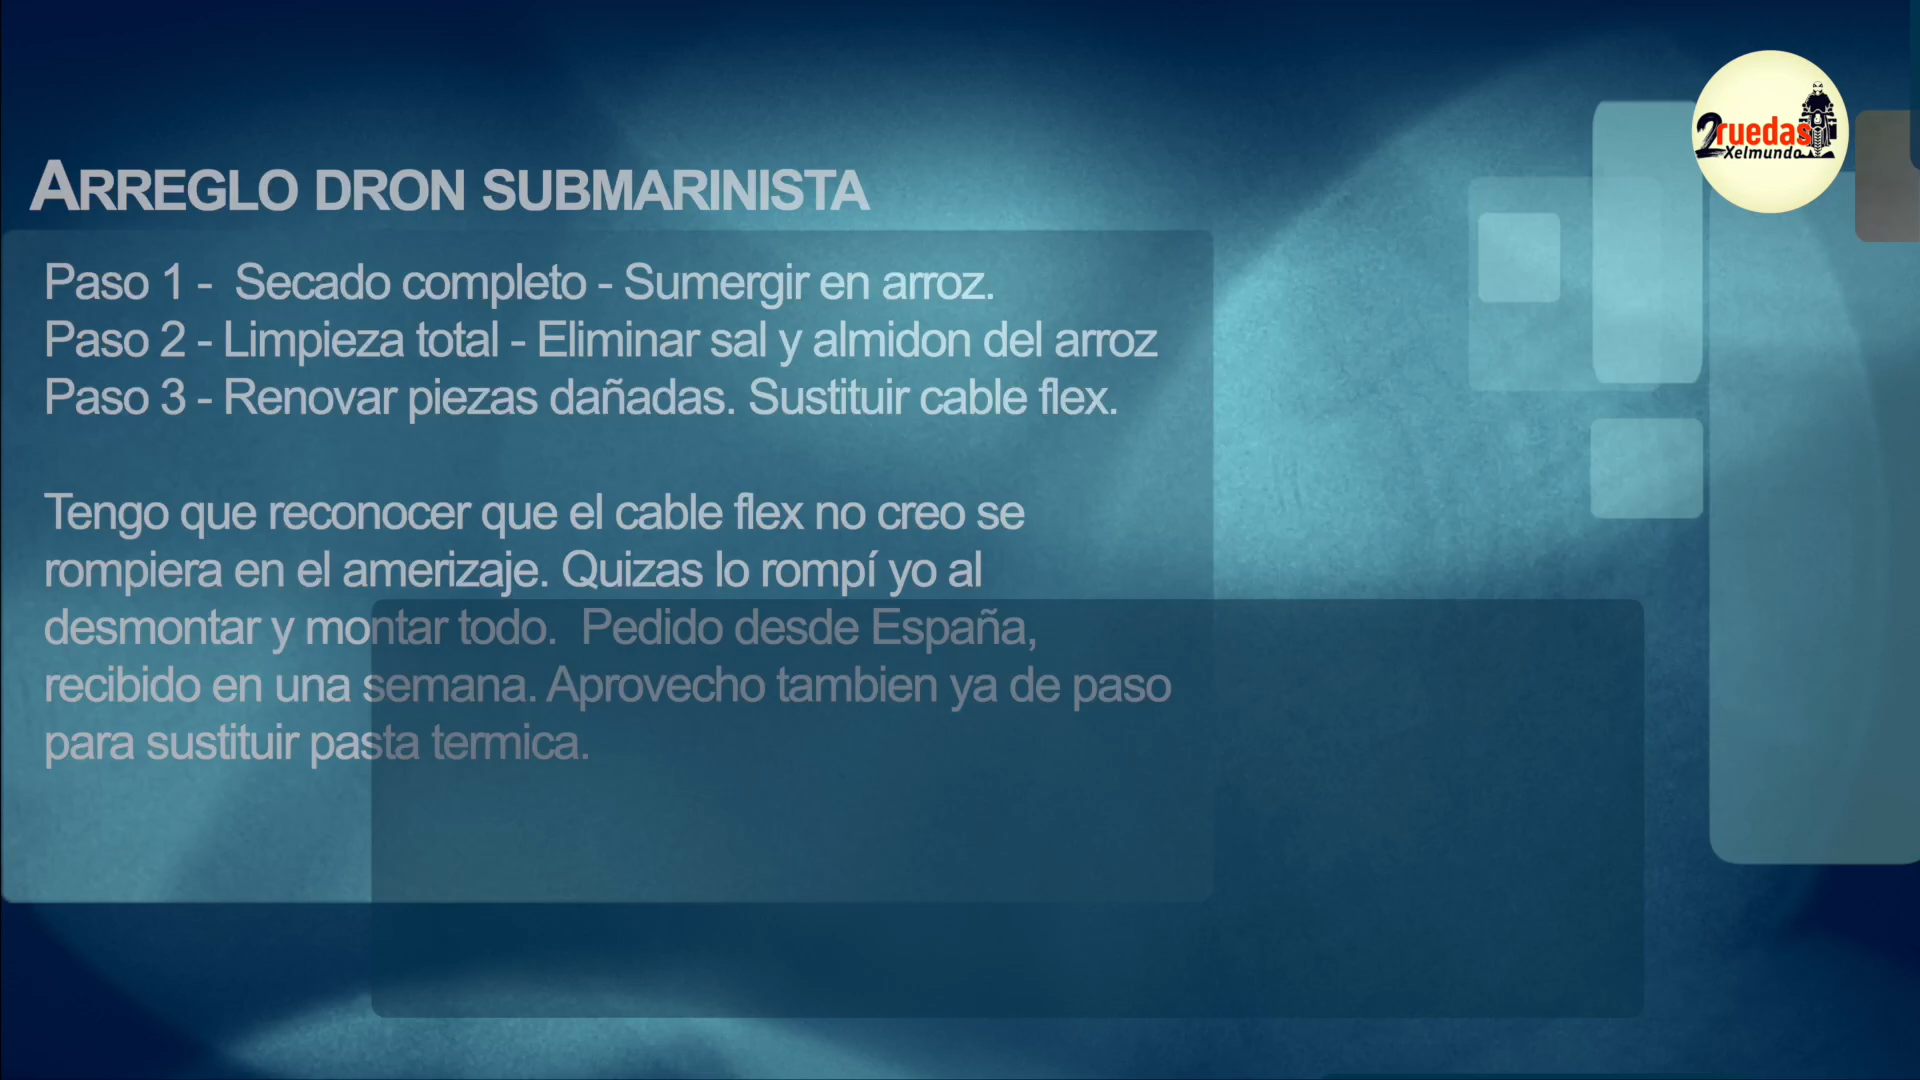 2ruedas
Xelmundo
ARREGLO DRON SUBMARINISTA
Paso 1 -  Secado completo - Sumergir en arroz.
Paso 2 - Limpieza total - Eliminar sal y almidon del arroz
Paso 3 - Renovar piezas dañadas. Sustituir cable flex.
Tengo que reconocer que el cable flex no creo se
rompiera en el amerizaje. Quizas lo rompí yo al
desmontar y montar todo.  Pedido desde España,
recibido en una semana. Aprovecho tambien ya de paso
para sustituir pasta termica.